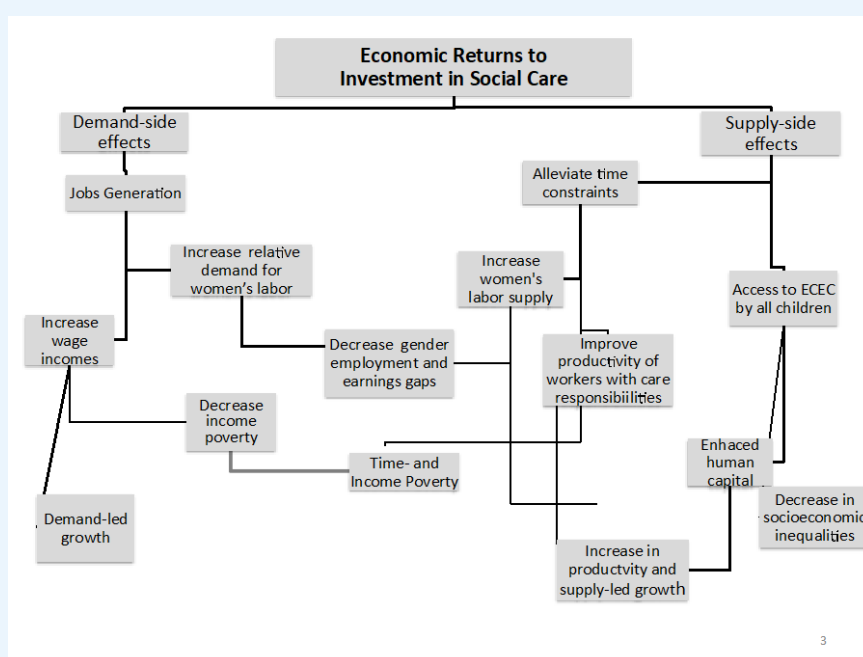 Economic Returns to
Investment in Social Care
Demand-side
effects
Supply-side
effects
Jobs Generation
Alleviate time
constraints
Increase relative
demand for
women's labor
Increase
women's
labor supply
Access to ECEC
by all children
Increase
wage
incomes
Decrease gender
employment and
earnings gaps
Improve
productivity of
workers with care
responsibiilities
Decrease
income
poverty
Time- and
Income Poverty
Enhaced
human
capital
Demand-led
growth
Decrease in
socioeconomic
inequalities
Increase in
productvity and
supply-led growth
3